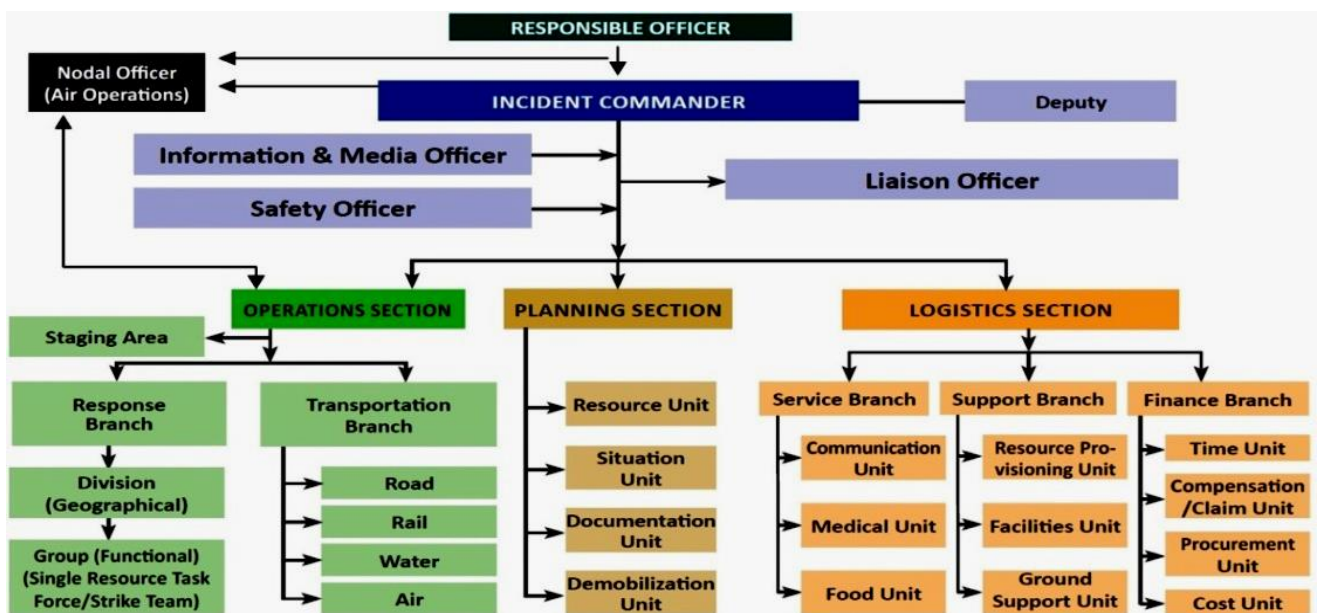 RESPONSIBLE OFFICER
Nodal Officer
(Air Operations)
INCIDENT COMMANDER
Deputy
Information & Media Officer
Liaison Officer
Safety Officer
OPERATIONS SECTION
PLANNING SECTION
LOGISTICS SECTION
Staging Area
Response
Branch
Transportation
Branch
Division
(Geographical)
Group (Functional)
(Single Resource Task
Force/Strike Team)
Road
Rail
Water
Air
Resource Unit
Situation
Unit
Documentation
Unit
Demobilization
Unit
Service Branch
Communication
Unit
Medical Unit
Food Unit
Support Branch
Resource Pro-
visioning Unit
Facilities Unit
Ground
Support Unit
Finance Branch
Time Unit
Compensation
/Claim Unit
Procurement
Unit
Cost Unit